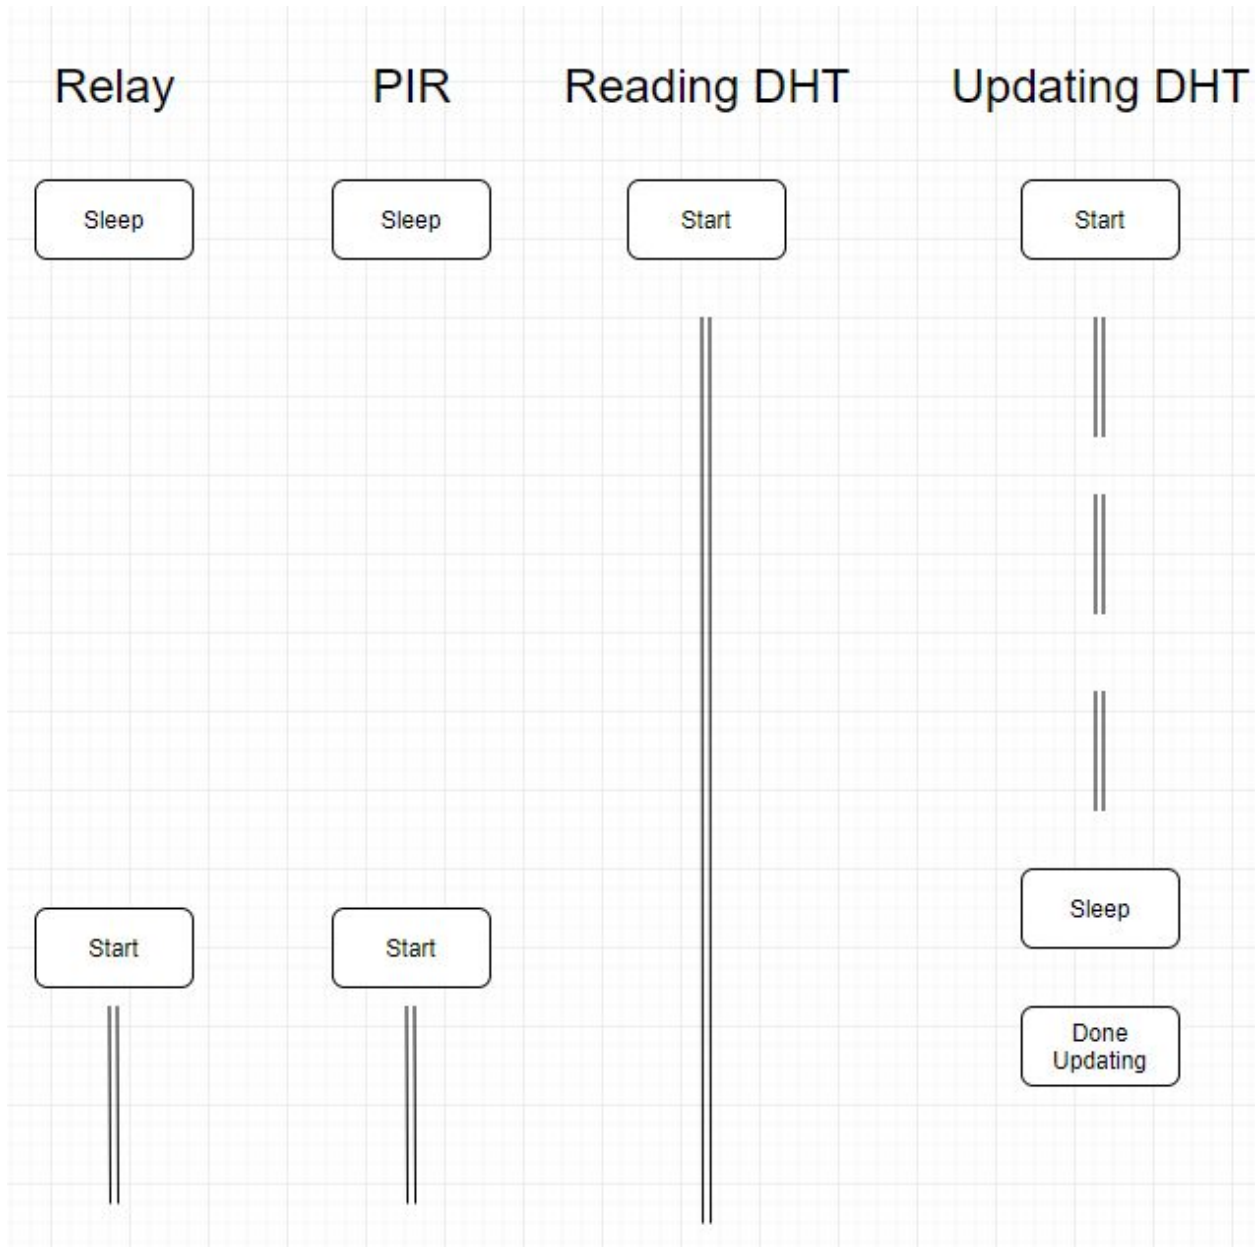 Relay
PIR
Reading DHT
Updating DHT
Sleep
Sleep
Start
Start
Sleep
Start
Start
Done
Updating